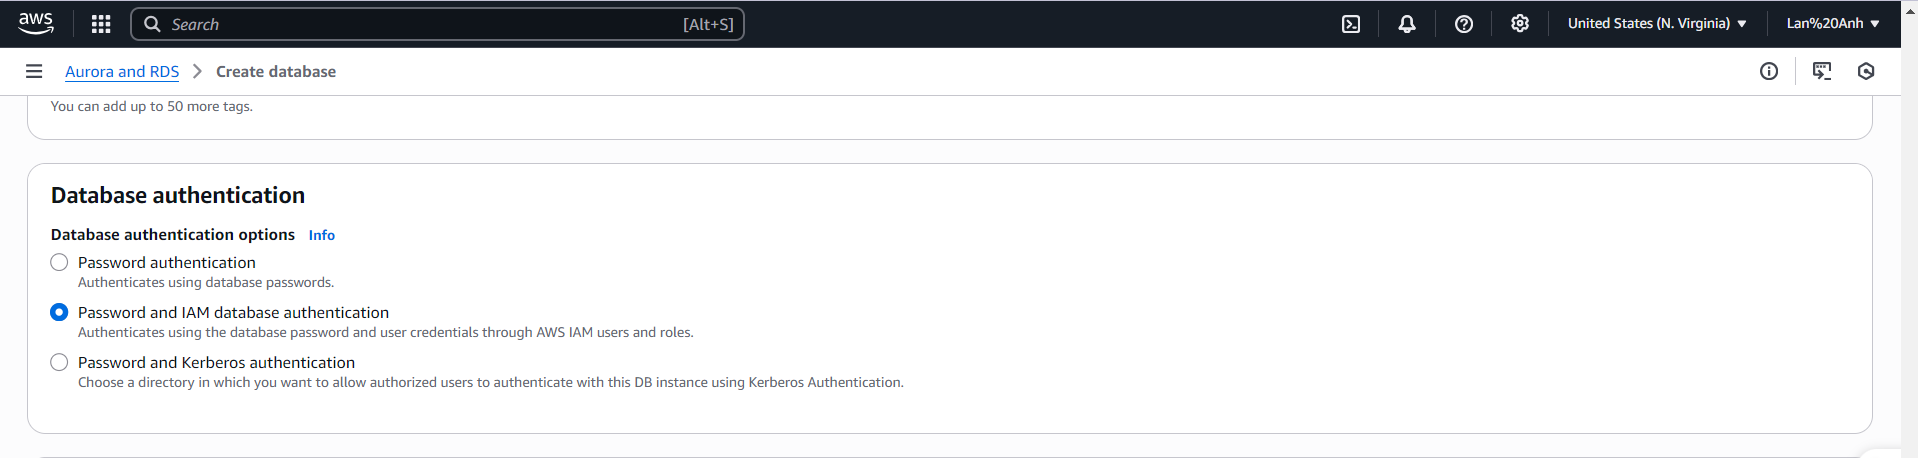 aws
Search [Alt+S]
United States (N. Virginia)
Lan%20Anh
Aurora and RDS
Create database
You can add up to 50 more tags.
Database authentication
Database authentication options Info
Password authentication
Authenticates using database passwords.
Password and IAM database authentication
Authenticates using the database password and user credentials through AWS IAM users and roles.
Password and Kerberos authentication
Choose a directory in which you want to allow authorized users to authenticate with this DB instance using Kerberos Authentication.